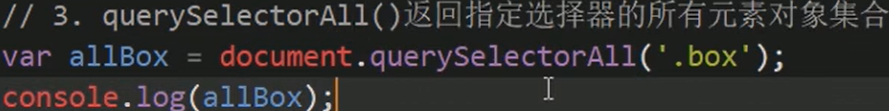 // 3. querySelectorAll()返回指定选择器的所有元素对象集合
var allBox = document.querySelectorAll('.box');
console.log(allBox);